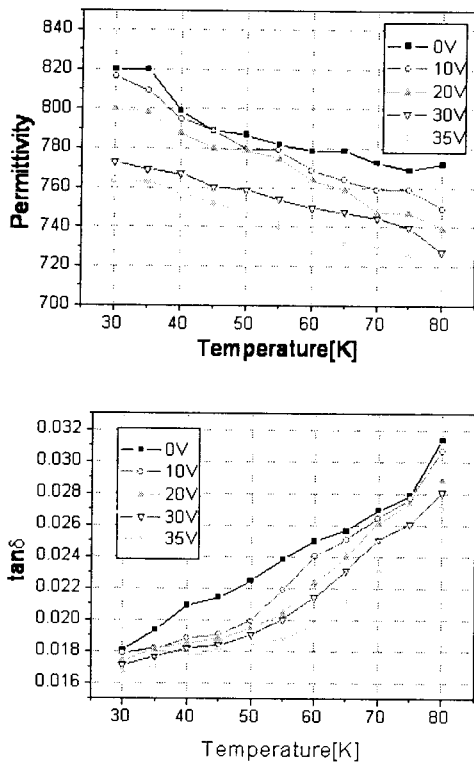 840
820
800
780
760
740
720
700
Permittivity
0V
10V
20V
30V
35V
30 40 50 60 70 80
Temperature[K]
0.032
0.030
0.028
0.026
0.024
0.022
0.020
0.018
0.016
tanδ
0V
10V
20V
30V
35V
30 40 50 60 70 80
Temperature[K]